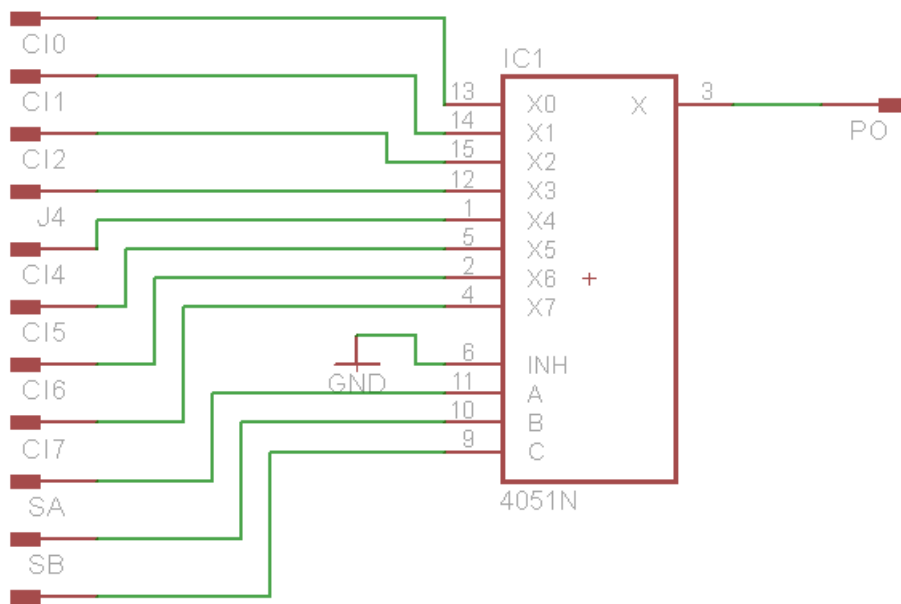 CI0
CI1
CI2
J4
CI4
CI5
CI6
CI7
SA
SB
IC1
13 X0
14 X1
15 X2
12 X3
1 X4
5 X5
2 X6
4 X7
6 INH
11 A
10 B
9 C
X 3
GND
4051N
PO